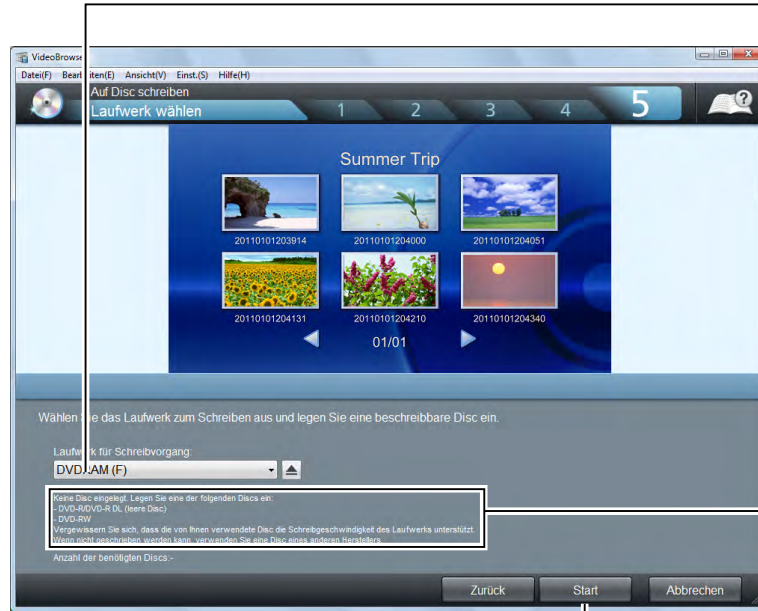 VideoBrowser
Datei(F) Bearbeiten(E) Ansicht(V) Einst.(S) Hilfe(H)
Auf Disc schreiben
Laufwerk wählen
1 2 3 4 5
Summer Trip
20110101203914 20110101204000 20110101204051
20110101204131 20110101204210 20110101204340
01/01
Wählen Sie das Laufwerk zum Schreiben aus und legen Sie eine beschreibbare Disc ein.
Laufwerk für Schreibvorgang:
DVDRAM (F)
Keine Disc eingelegt. Legen Sie eine der folgenden Discs ein:
- DVD-R/DVD-R DL (leere Disc)
- DVD-RW
Vergewissern Sie sich, dass die von Ihnen verwendete Disc die Schreibgeschwindigkeit des Laufwerks unterstützt.
Wenn nicht geschrieben werden kann, verwenden Sie eine Disc eines anderen Herstellers.
Anzahl der benötigten Discs:-
Zurück Start Abbrechen